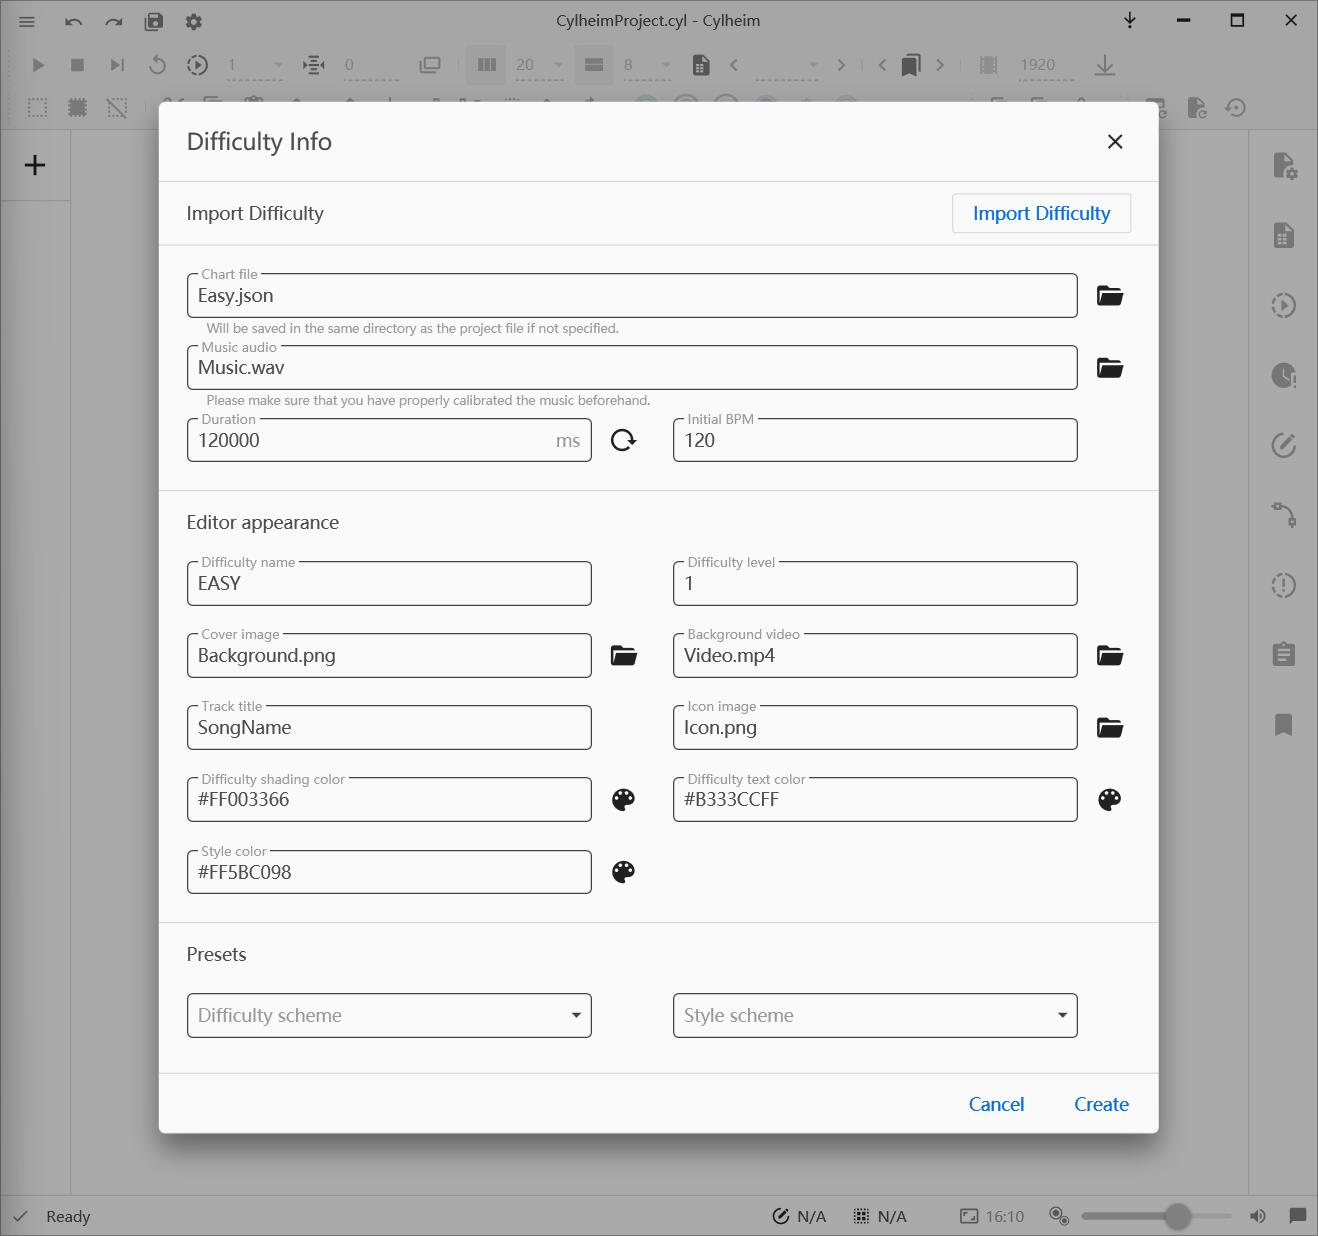 CylheimProject.cyl - Cylheim
1
0
20
8
1920
Difficulty Info
Import Difficulty
Import Difficulty
Chart file
Easy.json
Will be saved in the same directory as the project file if not specified.
Music audio
Music.wav
Please make sure that you have properly calibrated the music beforehand.
Duration
120000 ms
Initial BPM
120
Editor appearance
Difficulty name
EASY
Difficulty level
1
Cover image
Background.png
Background video
Video.mp4
Track title
SongName
Icon image
Icon.png
Difficulty shading color
#FF003366
Difficulty text color
#B333CCFF
Style color
#FF5BC098
Presets
Difficulty scheme
Style scheme
Cancel
Create
Ready
N/A
N/A
16:10